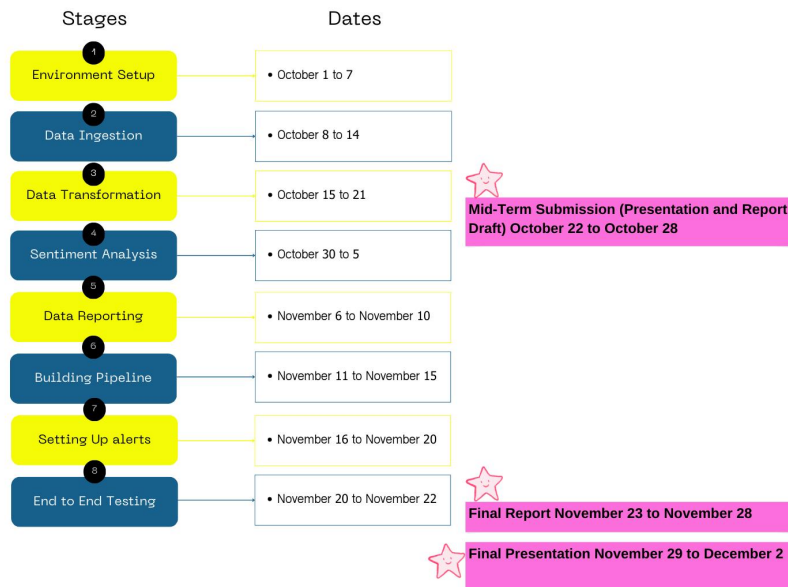 Stages
Dates
1
Environment Setup
• October 1 to 7
2
Data Ingestion
• October 8 to 14
3
Data Transformation
• October 15 to 21
Mid-Term Submission (Presentation and Report
Draft) October 22 to October 28
4
Sentiment Analysis
• October 30 to 5
5
Data Reporting
• November 6 to November 10
6
Building Pipeline
• November 11 to November 15
7
Setting Up alerts
• November 16 to November 20
8
End to End Testing
• November 20 to November 22
Final Report November 23 to November 28
Final Presentation November 29 to December 2